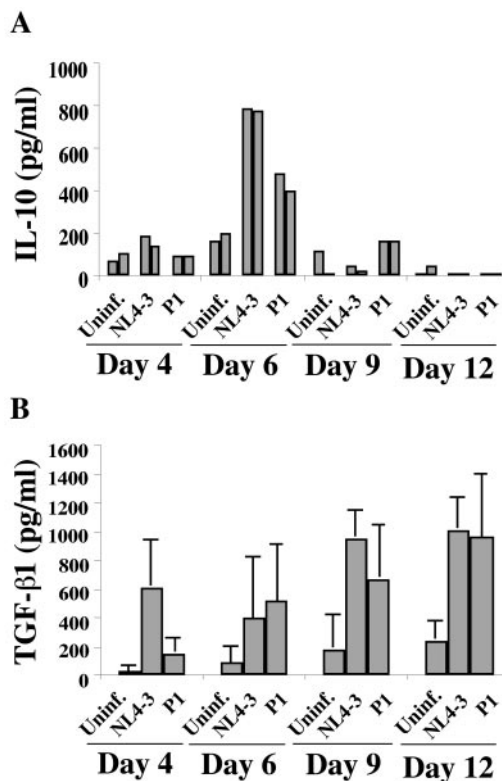 A
IL-10 (pg/ml)
1000
800
600
400
200
0
Uninf. NL4-3 P1 Uninf. NL4-3 P1 Uninf. NL4-3 P1 Uninf. NL4-3 P1
Day 4 Day 6 Day 9 Day 12
B
TGF-β1 (pg/ml)
1600
1400
1200
1000
800
600
400
200
0
Uninf. NL4-3 P1 Uninf. NL4-3 P1 Uninf. NL4-3 P1 Uninf. NL4-3 P1
Day 4 Day 6 Day 9 Day 12